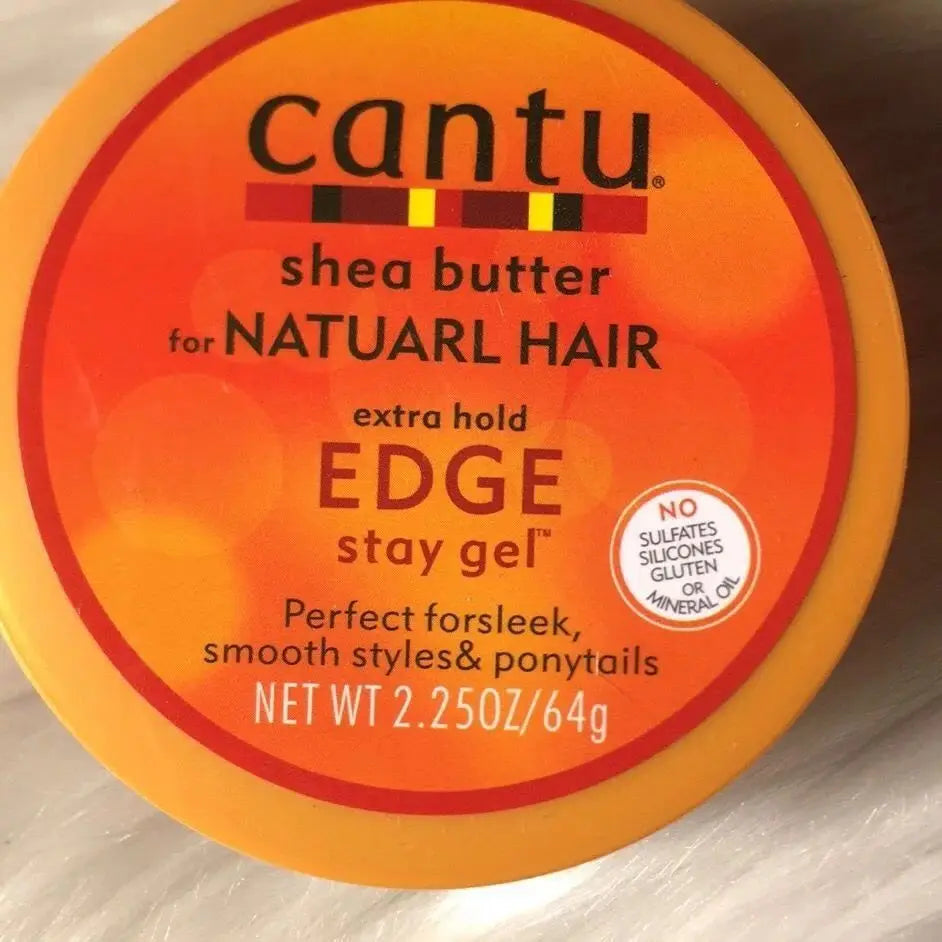 cantu®
shea butter
for NATUARL HAIR
extra hold
EDGE
stay gel™
NO
SULFATES
SILICONES
GLUTEN
OR
MINERAL OIL
Perfect forsleek,
smooth styles& ponytails
NET WT 2.25OZ/64g